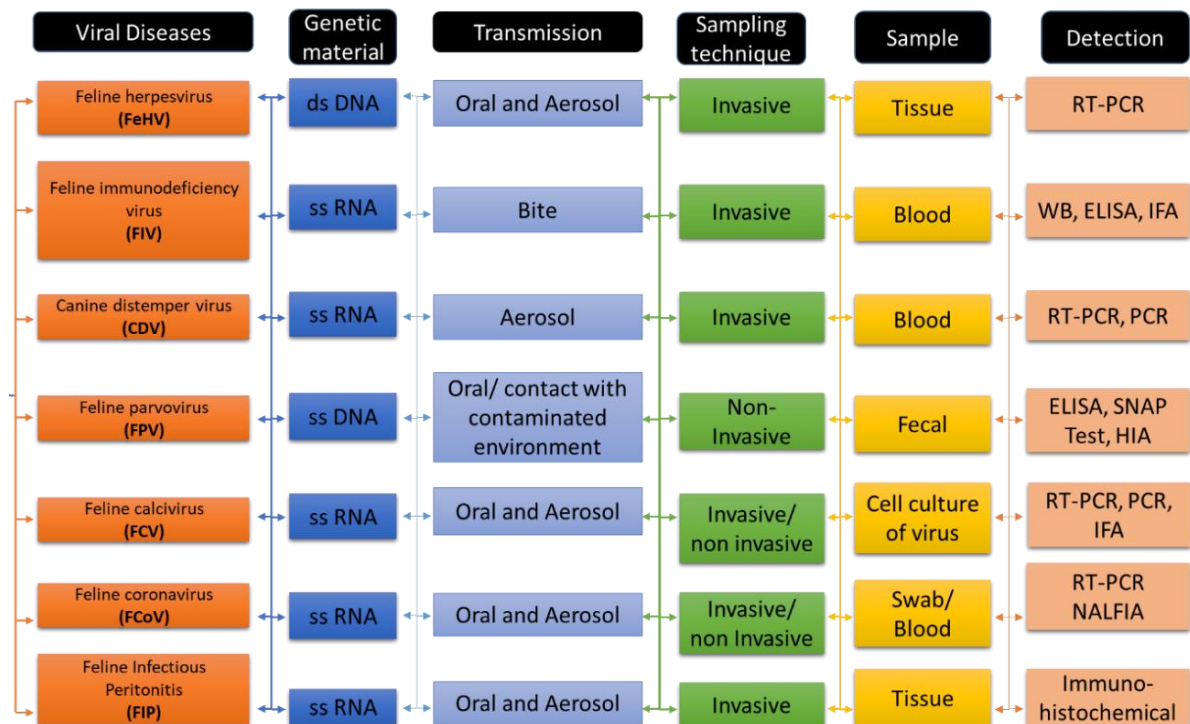 Viral Diseases
Genetic
material
Transmission
Sampling
technique
Sample
Detection
Feline herpesvirus
(FeHV)
ds DNA
Oral and Aerosol
Invasive
Tissue
RT-PCR
Feline immunodeficiency
virus
(FIV)
ss RNA
Bite
Invasive
Blood
WB, ELISA, IFA
Canine distemper virus
(CDV)
ss RNA
Aerosol
Invasive
Blood
RT-PCR, PCR
Feline parvovirus
(FPV)
ss DNA
Oral/ contact with
contaminated
environment
Non-
Invasive
Fecal
ELISA, SNAP
Test, HIA
Feline calcivirus
(FCV)
ss RNA
Oral and Aerosol
Invasive/
non invasive
Cell culture
of virus
RT-PCR, PCR,
IFA
Feline coronavirus
(FCoV)
ss RNA
Oral and Aerosol
Invasive/
non Invasive
Swab/
Blood
RT-PCR
NALFIA
Feline Infectious
Peritonitis
(FIP)
ss RNA
Oral and Aerosol
Invasive
Tissue
Immuno-
histochemical